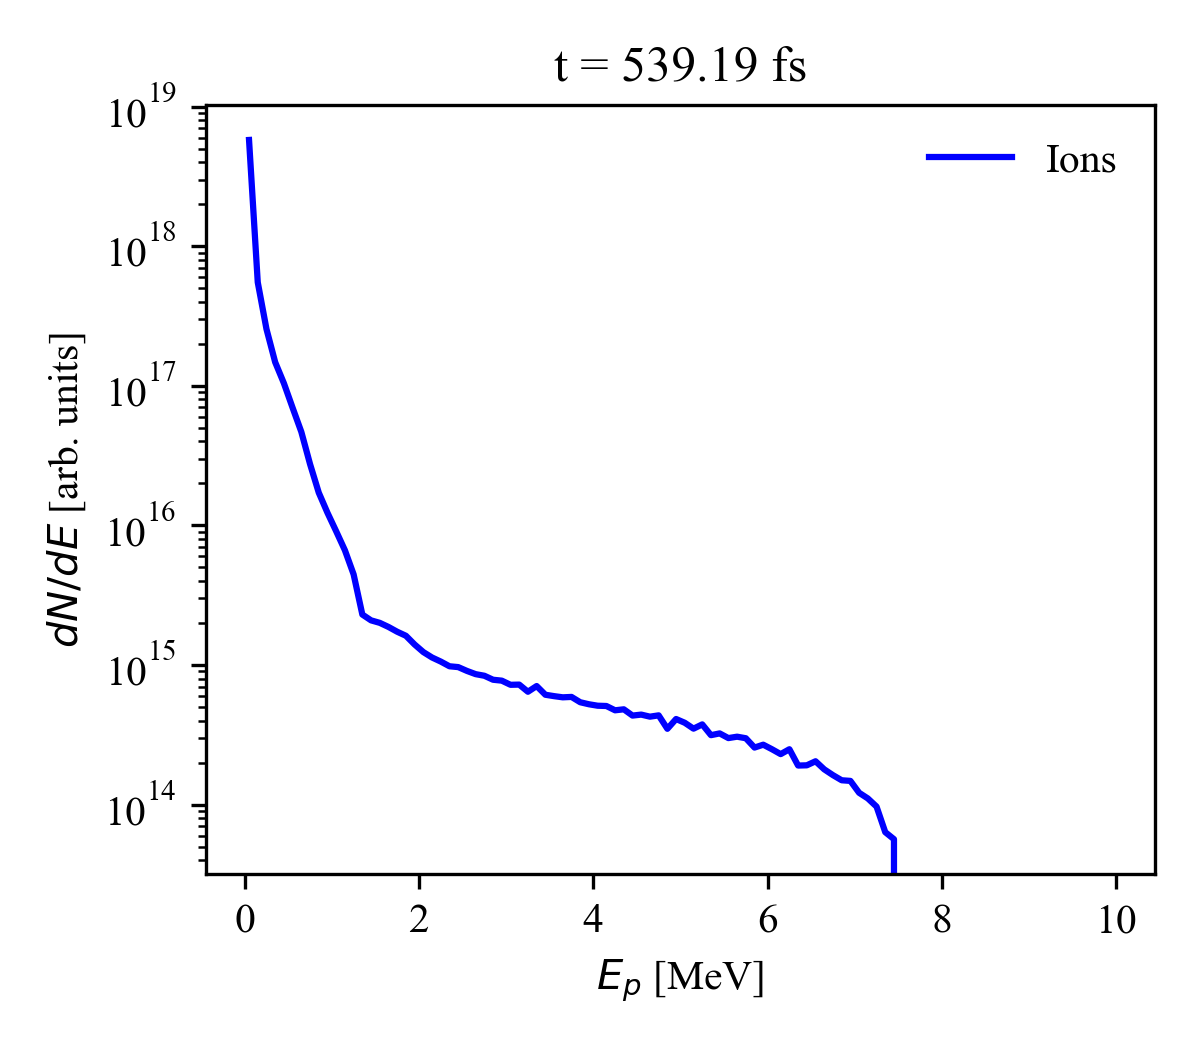 t = 539.19 fs
Ions
dN/dE [arb. units]
10^19
10^18
10^17
10^16
10^15
10^14
0 2 4 6 8 10
E_p [MeV]